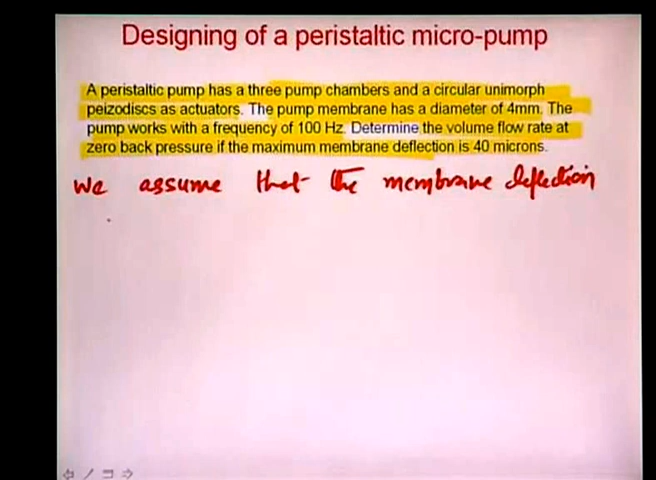 Designing of a peristaltic micro-pump
A peristaltic pump has a three pump chambers and a circular unimorph
peizodiscs as actuators. The pump membrane has a diameter of 4mm. The
pump works with a frequency of 100 Hz. Determine the volume flow rate at
zero back pressure if the maximum membrane deflection is 40 microns.
We assume that the membrane deflection